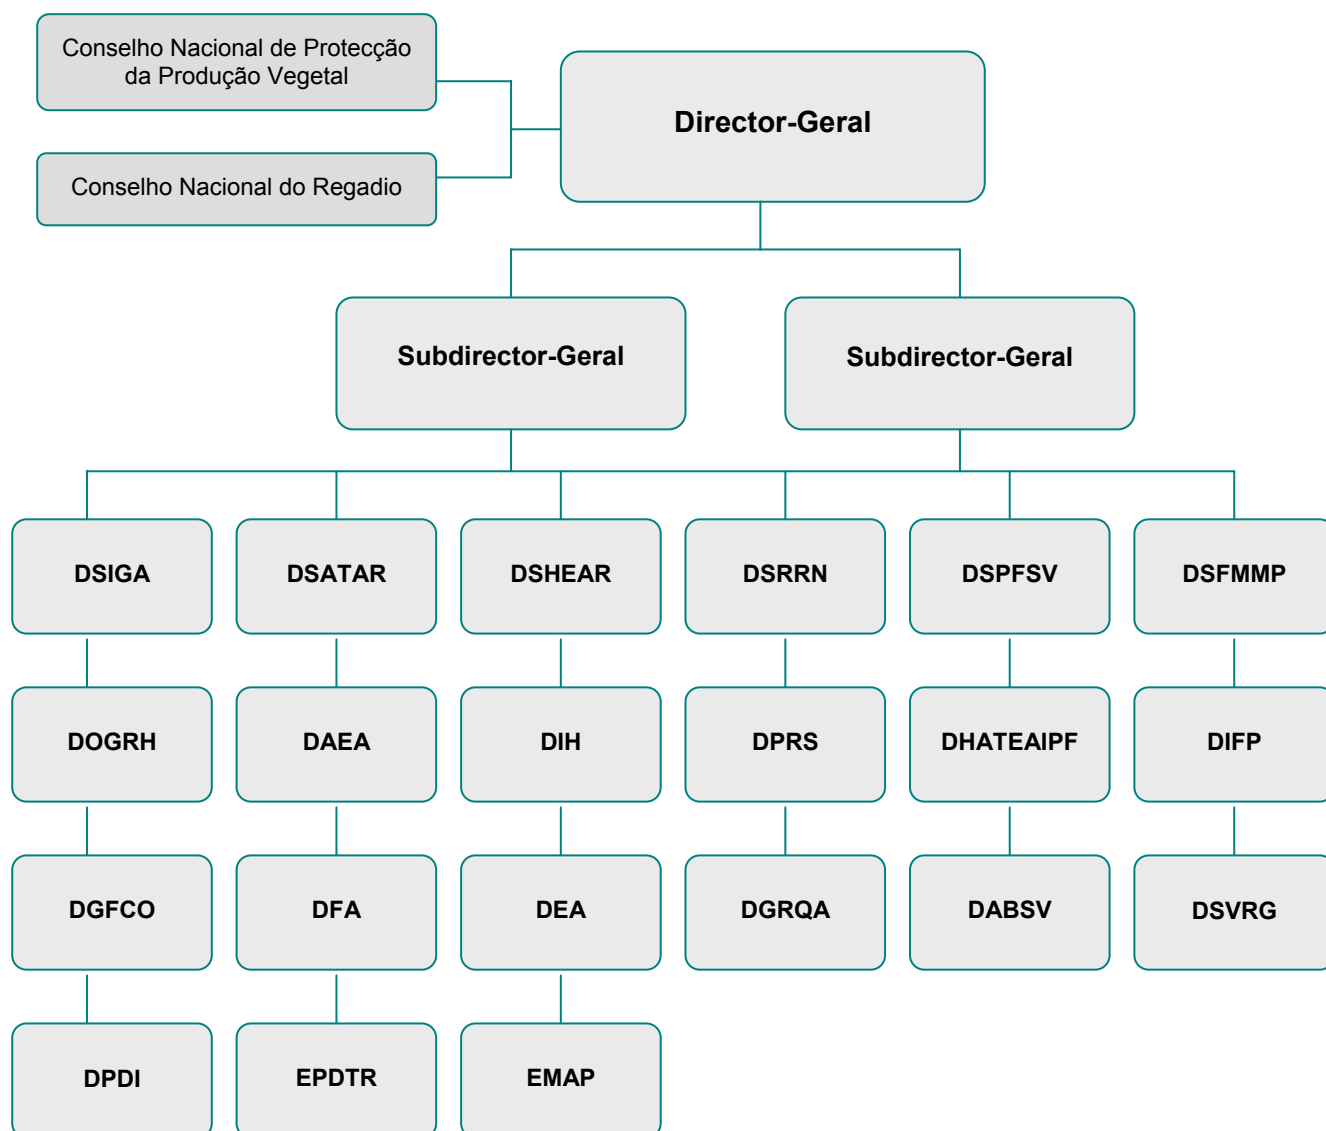 Conselho Nacional de Protecção
da Produção Vegetal
Director-Geral
Conselho Nacional do Regadio
Subdirector-Geral
Subdirector-Geral
DSIGA
DSATAR
DSHEAR
DSRRN
DSPFSV
DSFMMP
DOGRH
DAEA
DIH
DPRS
DHATEAIPF
DIFP
DGFCO
DFA
DEA
DGRQA
DABSV
DSVRG
DPDI
EPDTR
EMAP